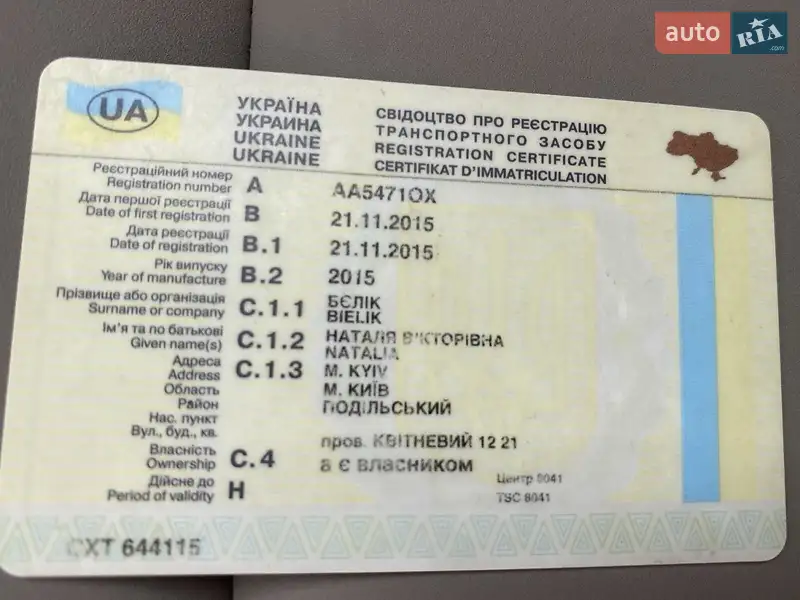 auto RIA .com
UA
УКРАЇНА
УКРАИНА
UKRAINE
UKRAINE
СВІДОЦТВО ПРО РЕЄСТРАЦІЮ
ТРАНСПОРТНОГО ЗАСОБУ
REGISTRATION CERTIFICATE
CERTIFIKAT D'IMMATRICULATION
Реєстраційний номер
Registration number A AA5471OX
Дата першої реєстрації
Date of first registration B 21.11.2015
Дата реєстрації
Date of registration B.1 21.11.2015
Рік випуску
Year of manufacture B.2 2015
Прізвище або організація
Surname or company C.1.1 БЄЛІК
BIELIK
Ім'я та по батькові
Given name(s) C.1.2 НАТАЛЯ ВІКТОРІВНА
NATALIA
Адреса
Address C.1.3 M. KYIV
Область М. КИЇВ
Район ПОДІЛЬСЬКИЙ
Нас. пункт
Вул., буд., кв. пров. КВІТНЕВИЙ 12 21
Власність
Ownership C.4 а є ВЛАСНИКОМ
Дійсне до
Period of validity H
Центр 8041
TSC 8041
СХТ 644115